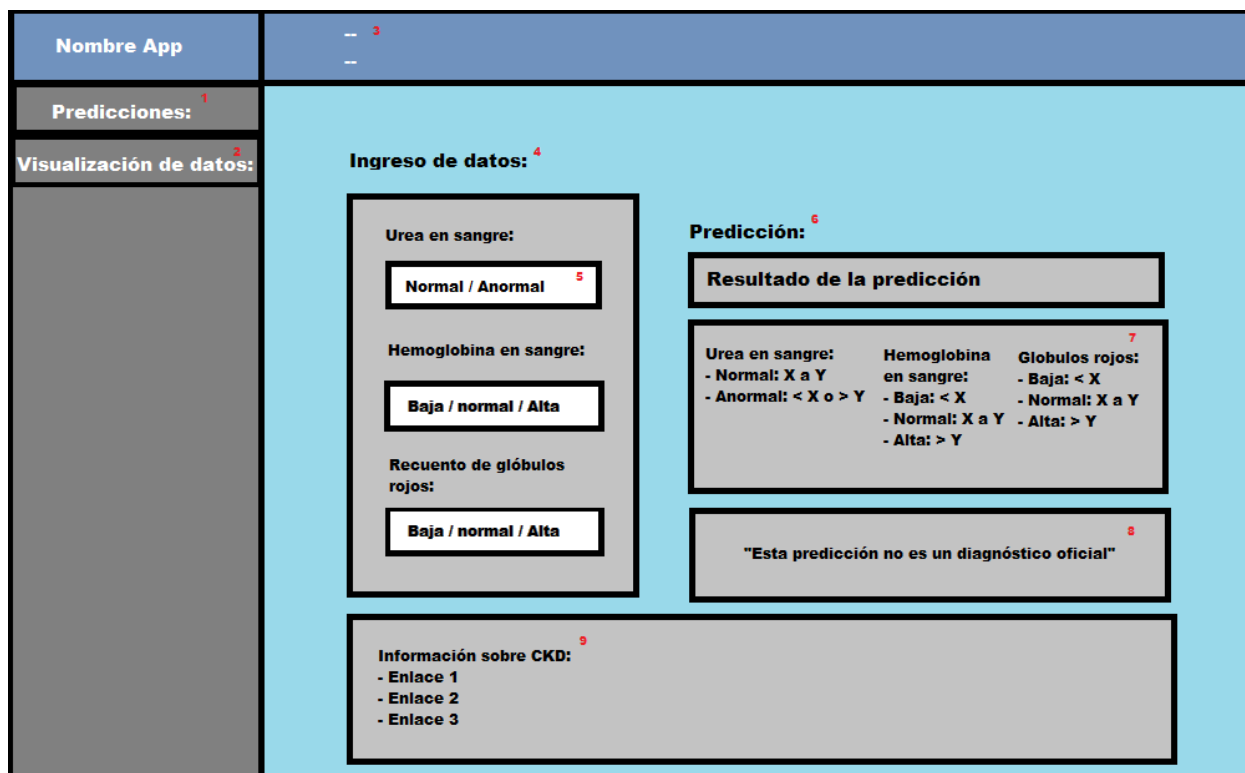 Nombre App
-- 3
--
Predicciones: 1
Visualización de datos: 2
Ingreso de datos: 4
Urea en sangre:
Normal / Anormal 5
Hemoglobina en sangre:
Baja / normal / Alta
Recuento de glóbulos
rojos:
Baja / normal / Alta
Predicción: 6
Resultado de la predicción
7
Urea en sangre:
- Normal: X a Y
- Anormal: < X o > Y
Hemoglobina
en sangre:
- Baja: < X
- Normal: X a Y
- Alta: > Y
Globulos rojos:
- Baja: < X
- Normal: X a Y
- Alta: > Y
8
"Esta predicción no es un diagnóstico oficial"
Información sobre CKD: 9
- Enlace 1
- Enlace 2
- Enlace 3